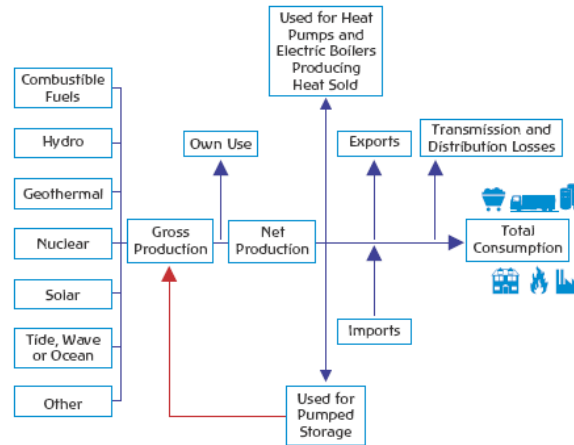 Used for Heat
Pumps and
Electric Boilers
Producing
Heat Sold
Combustible
Fuels
Hydro
Own Use
Exports
Transmission and
Distribution Losses
Geothermal
Nuclear
Gross
Production
Net
Production
Total
Consumption
Solar
Imports
Tide, Wave
or Ocean
Other
Used for
Pumped
Storage